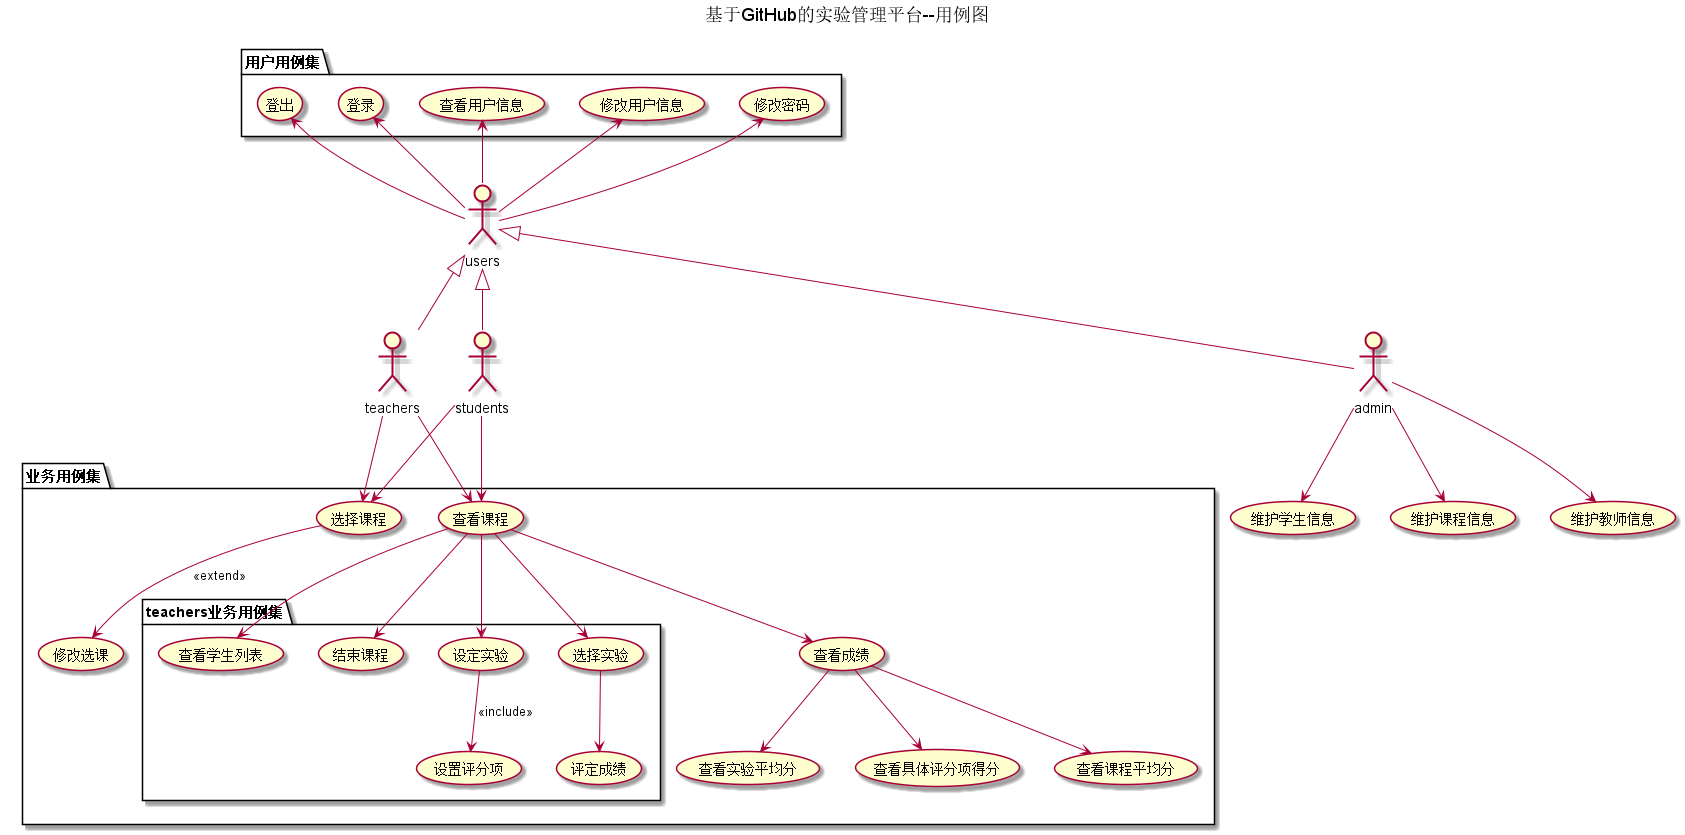 基于GitHub的实验管理平台--用例图
用户用例集
登出
登录
查看用户信息
修改用户信息
修改密码
users
teachers
students
admin
业务用例集
选择课程
查看课程
维护学生信息
维护课程信息
维护教师信息
«extend»
teachers业务用例集
修改选课
查看学生列表
结束课程
设定实验
选择实验
查看成绩
«include»
设置评分项
评定成绩
查看实验平均分
查看具体评分项得分
查看课程平均分